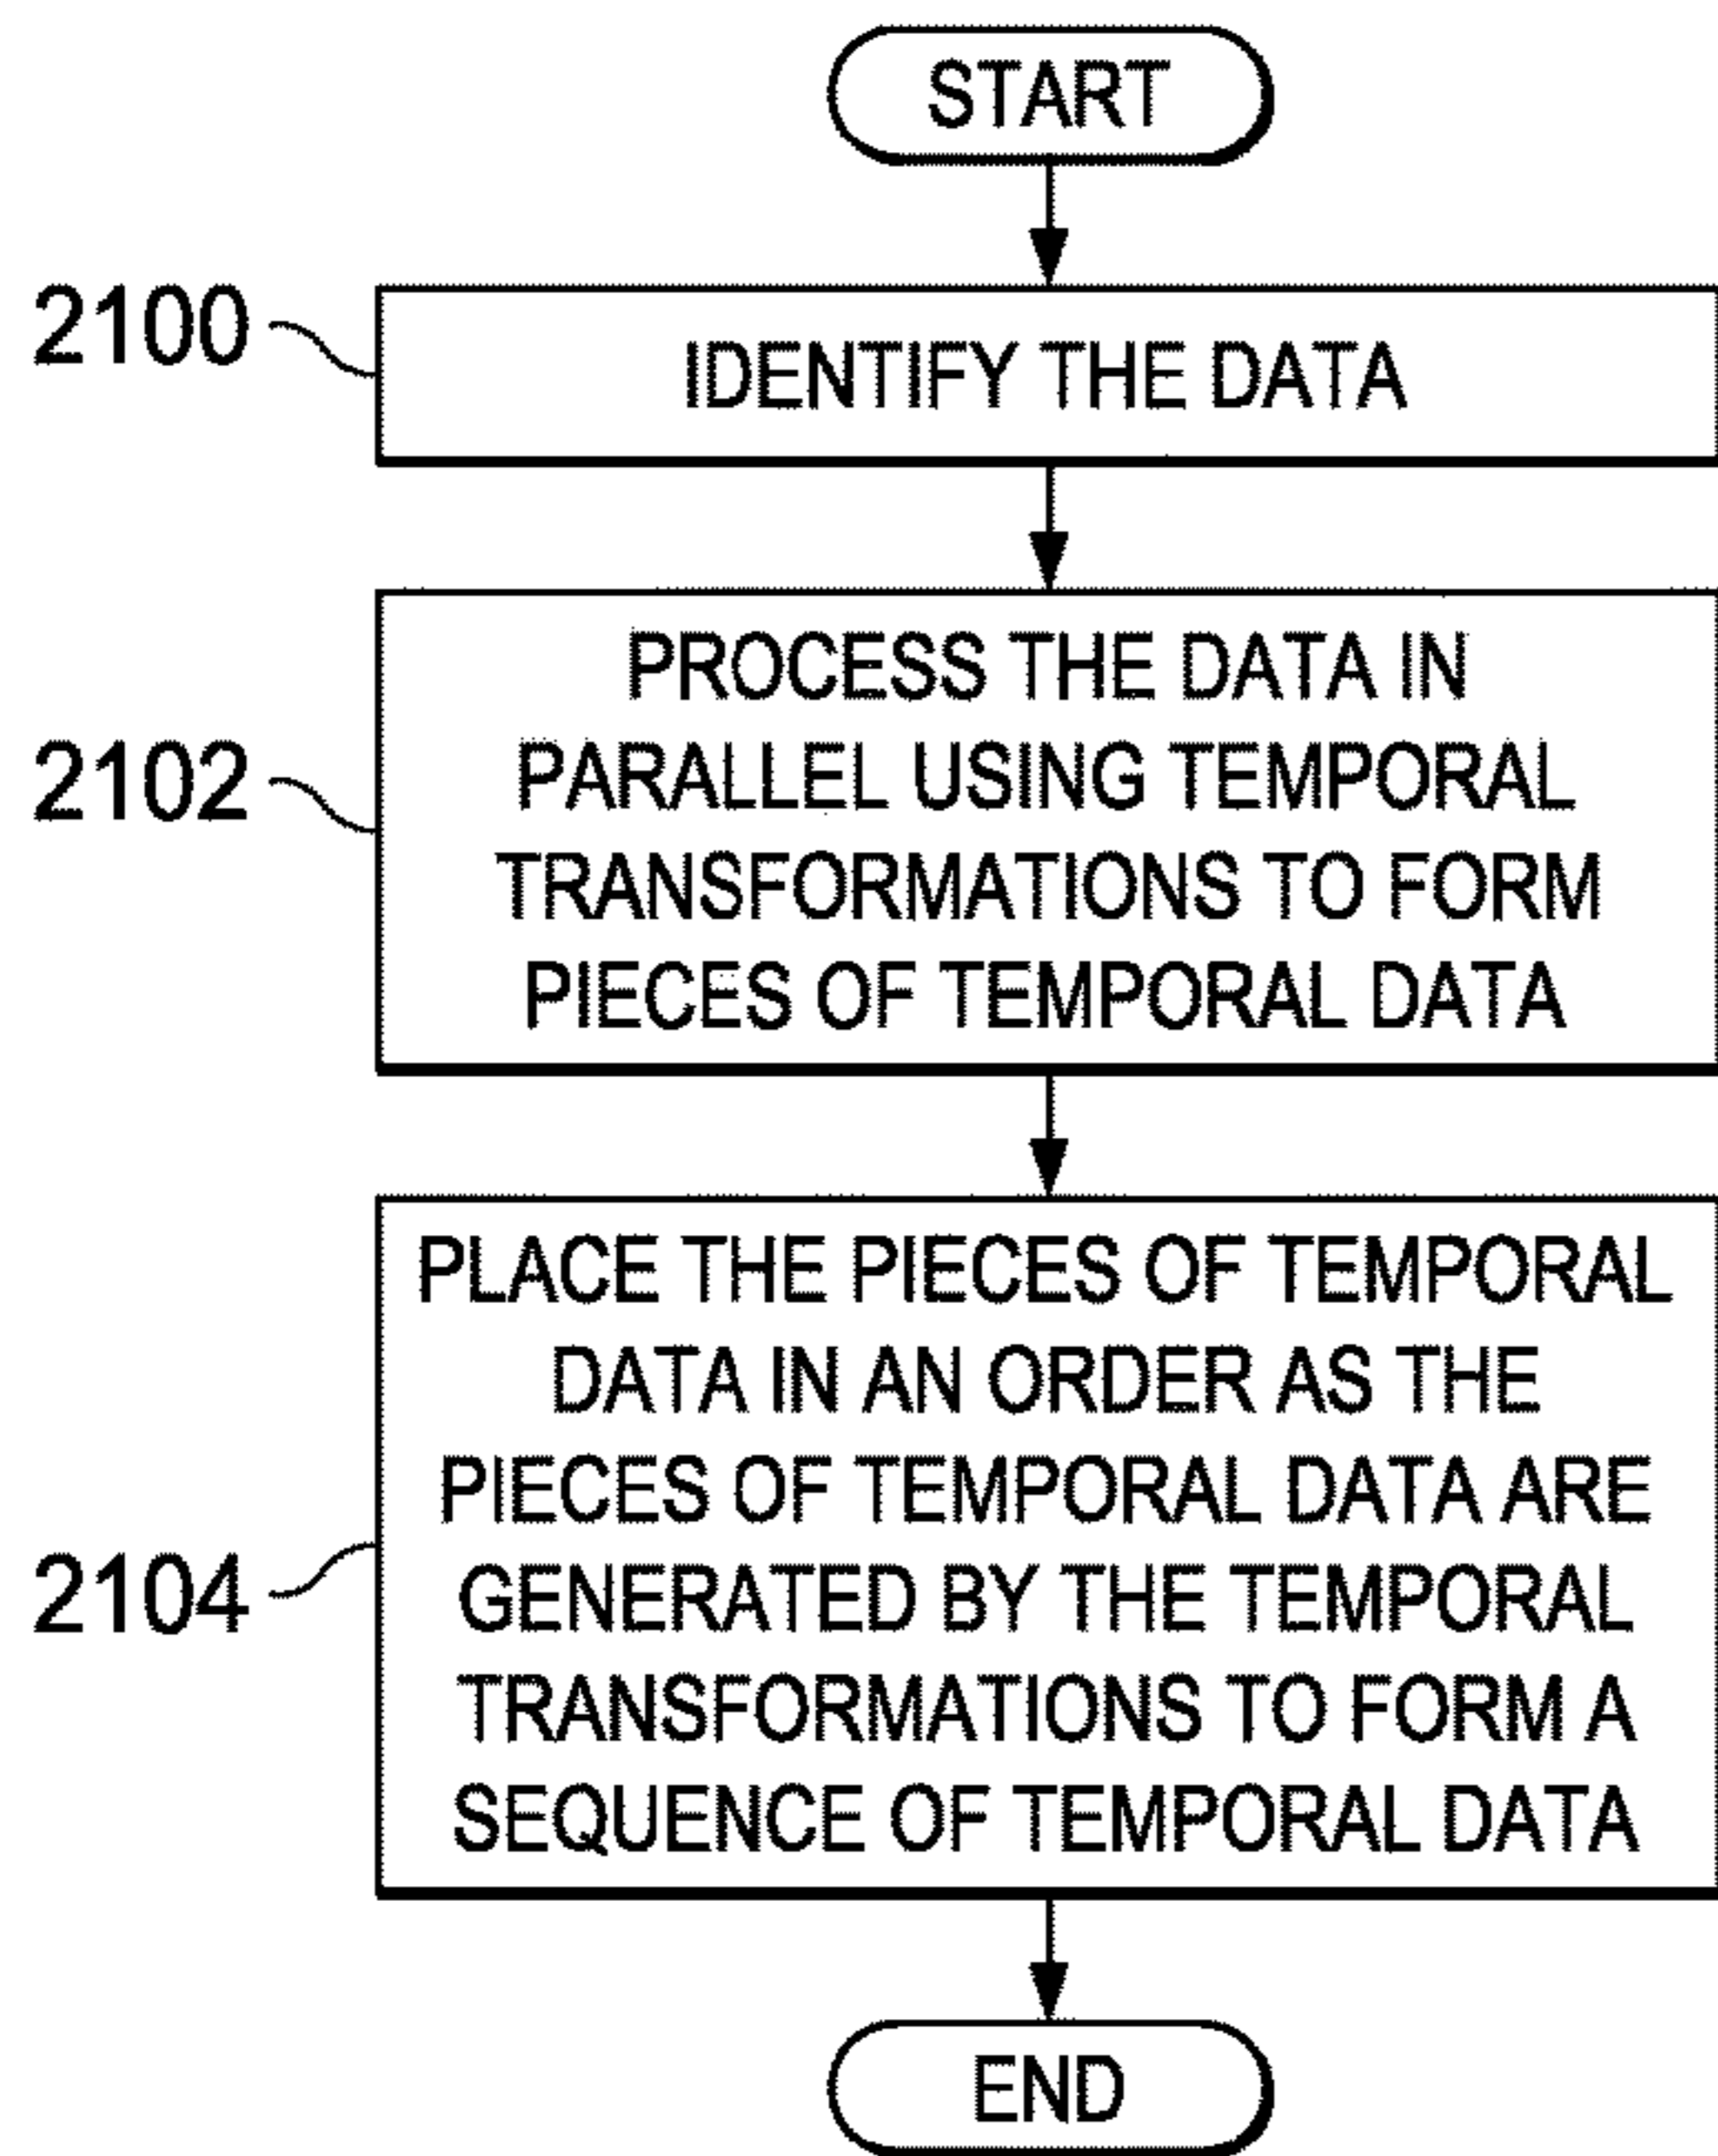 START
2100
IDENTIFY THE DATA
2102
PROCESS THE DATA IN
PARALLEL USING TEMPORAL
TRANSFORMATIONS TO FORM
PIECES OF TEMPORAL DATA
2104
PLACE THE PIECES OF TEMPORAL
DATA IN AN ORDER AS THE
PIECES OF TEMPORAL DATA ARE
GENERATED BY THE TEMPORAL
TRANSFORMATIONS TO FORM A
SEQUENCE OF TEMPORAL DATA
END